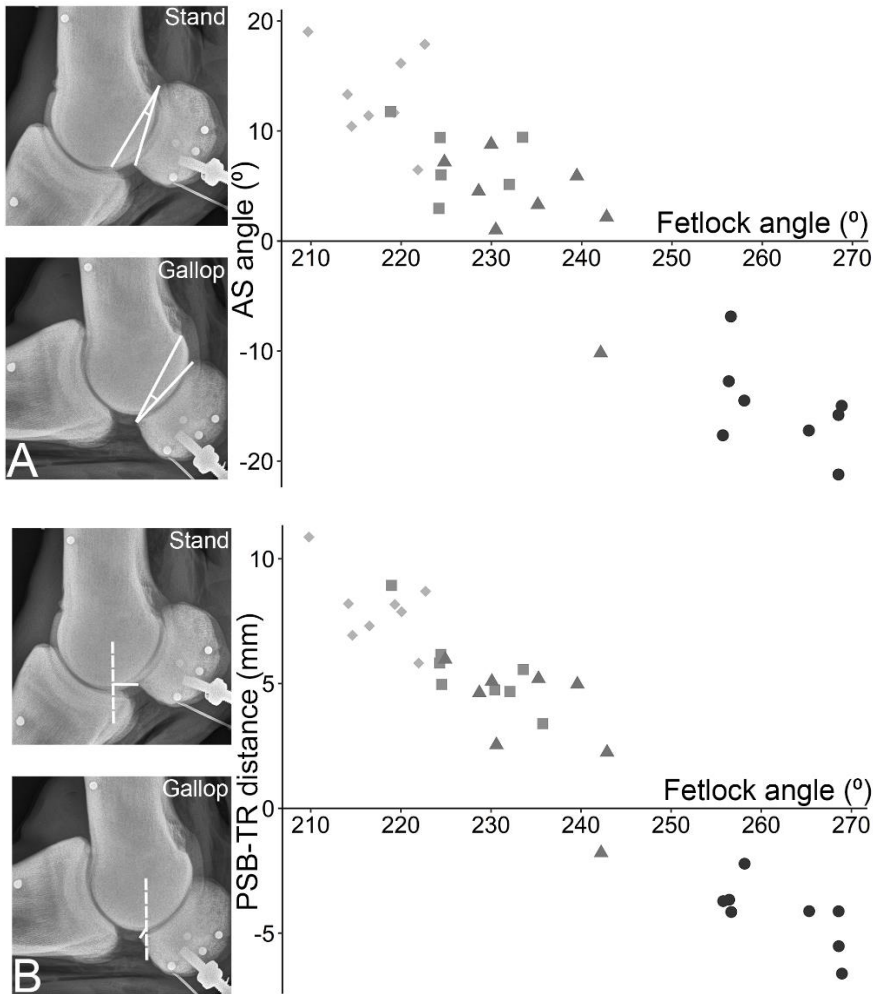 Stand
Gallop
A
AS angle (º)
20
10
0
-10
-20
Fetlock angle (º)
210 220 230 240 250 260 270
Stand
Gallop
B
PSB-TR distance (mm)
10
5
0
-5
Fetlock angle (º)
210 220 230 240 250 260 270